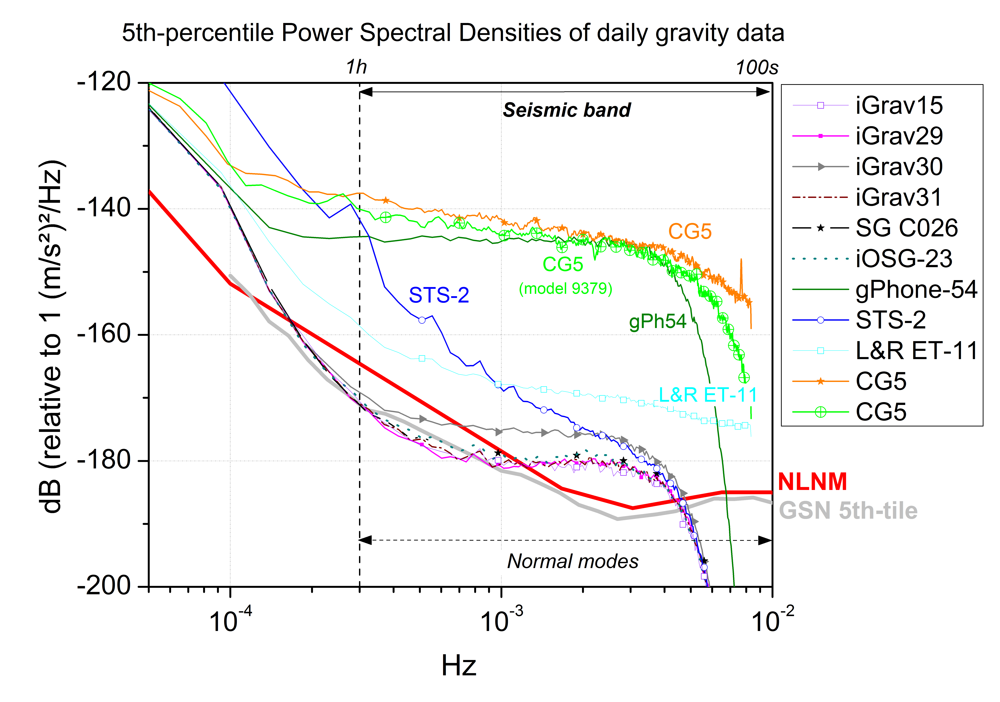 5th-percentile Power Spectral Densities of daily gravity data
1h
100s
-120
-140
-160
-180
-200
dB (relative to 1 (m/s²)²/Hz)
Seismic band
CG5
CG5
(model 9379)
STS-2
gPh54
L&R ET-11
NLNM
GSN 5th-tile
Normal modes
10-4
10-3
10-2
Hz
iGrav15
iGrav29
iGrav30
iGrav31
SG C026
iOSG-23
gPhone-54
STS-2
L&R ET-11
CG5
CG5